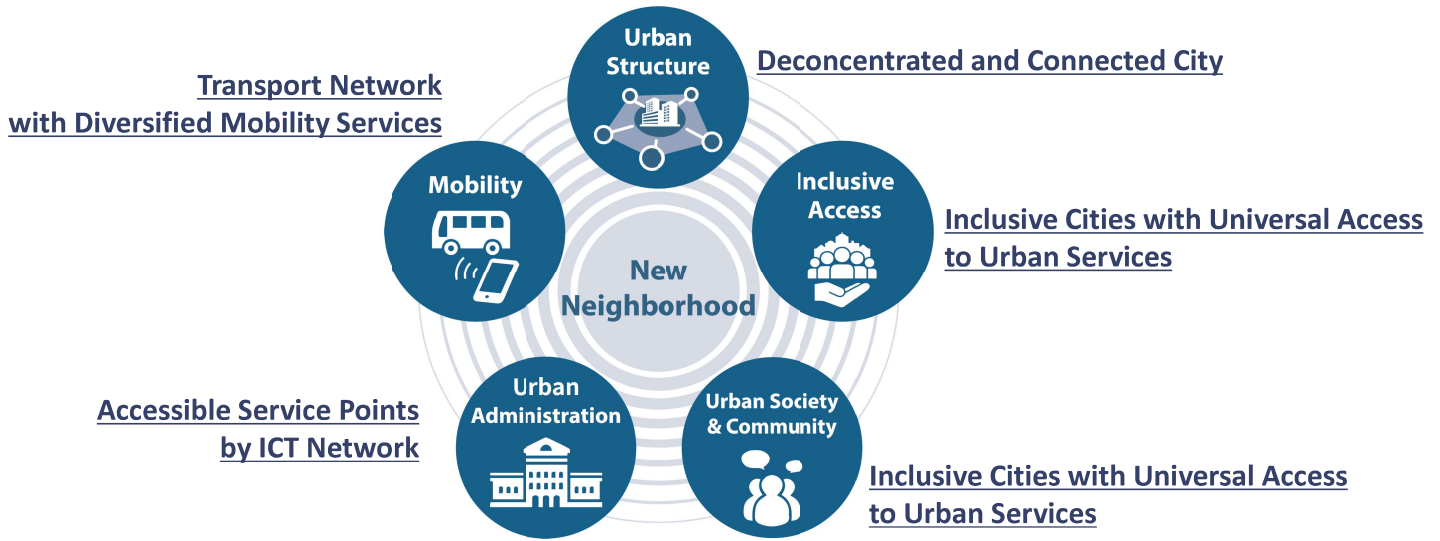 Urban
Structure
Deconcentrated and Connected City
Transport Network
with Diversified Mobility Services
Mobility
Inclusive
Access
Inclusive Cities with Universal Access
to Urban Services
New
Neighborhood
Urban
Administration
Accessible Service Points
by ICT Network
Urban Society
& Community
Inclusive Cities with Universal Access
to Urban Services